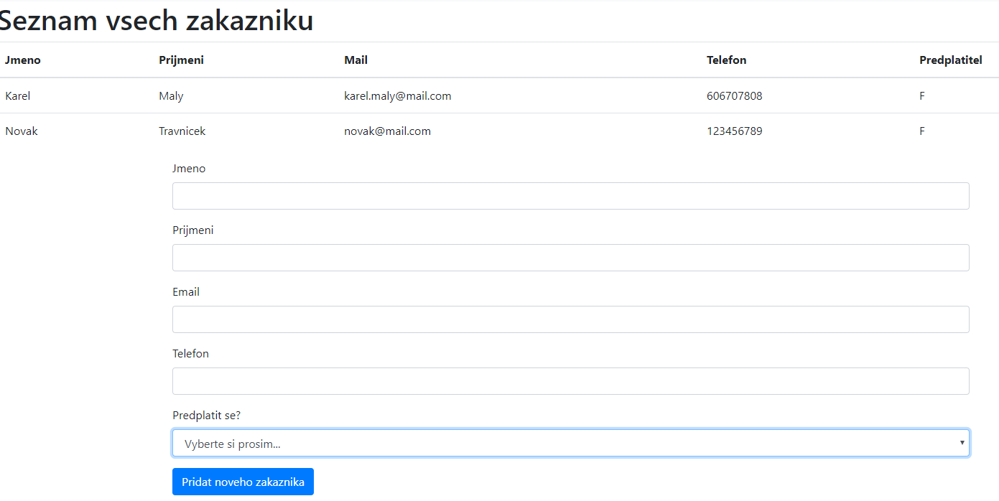 Seznam vsech zakazniku
Jmeno Prijmeni Mail Telefon Predplatitel
Karel Maly karel.maly@mail.com 606707808 F
Novak Travnicek novak@mail.com 123456789 F
Jmeno
Prijmeni
Email
Telefon
Predplatit se?
Vyberte si prosim...
Pridat noveho zakaznika